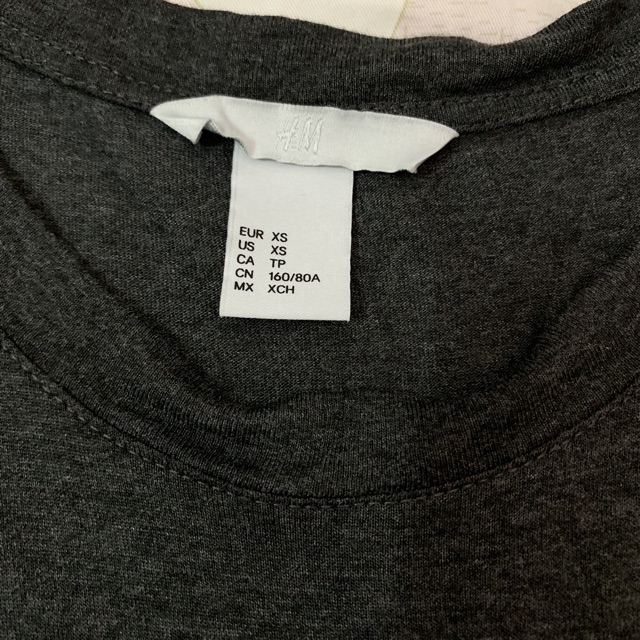 H&M
EUR XS
US XS
CA TP
CN 160/80A
MX XCH